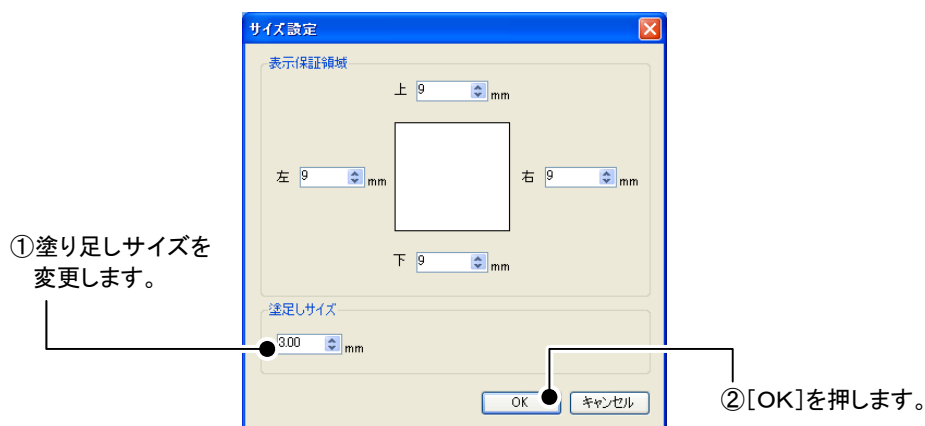 サイズ設定
表示保証領域
上 9 mm
左 9 mm
右 9 mm
下 9 mm
①塗り足しサイズを
変更します。
塗足しサイズ
3.00 mm
OK キャンセル
②[OK]を押します。